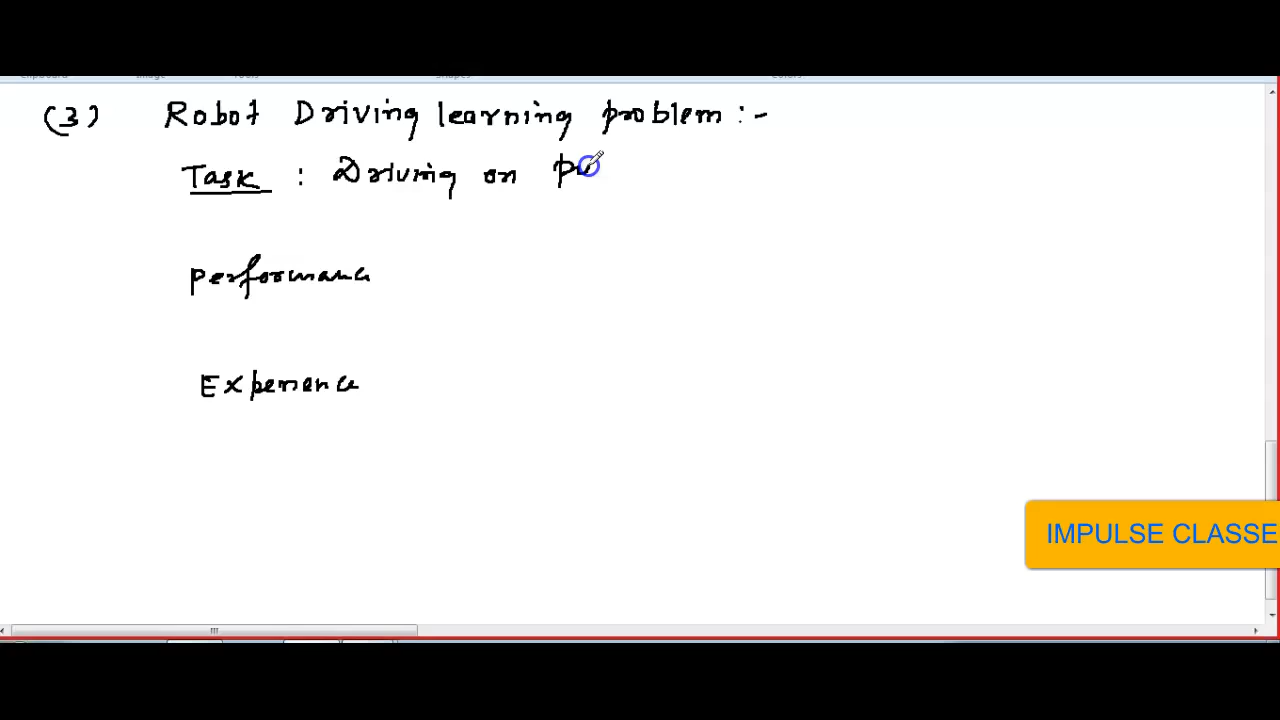 (3) Robot Driving learning problem :-
Task : Driving on
Performance
Experience
IMPULSE CLASSE